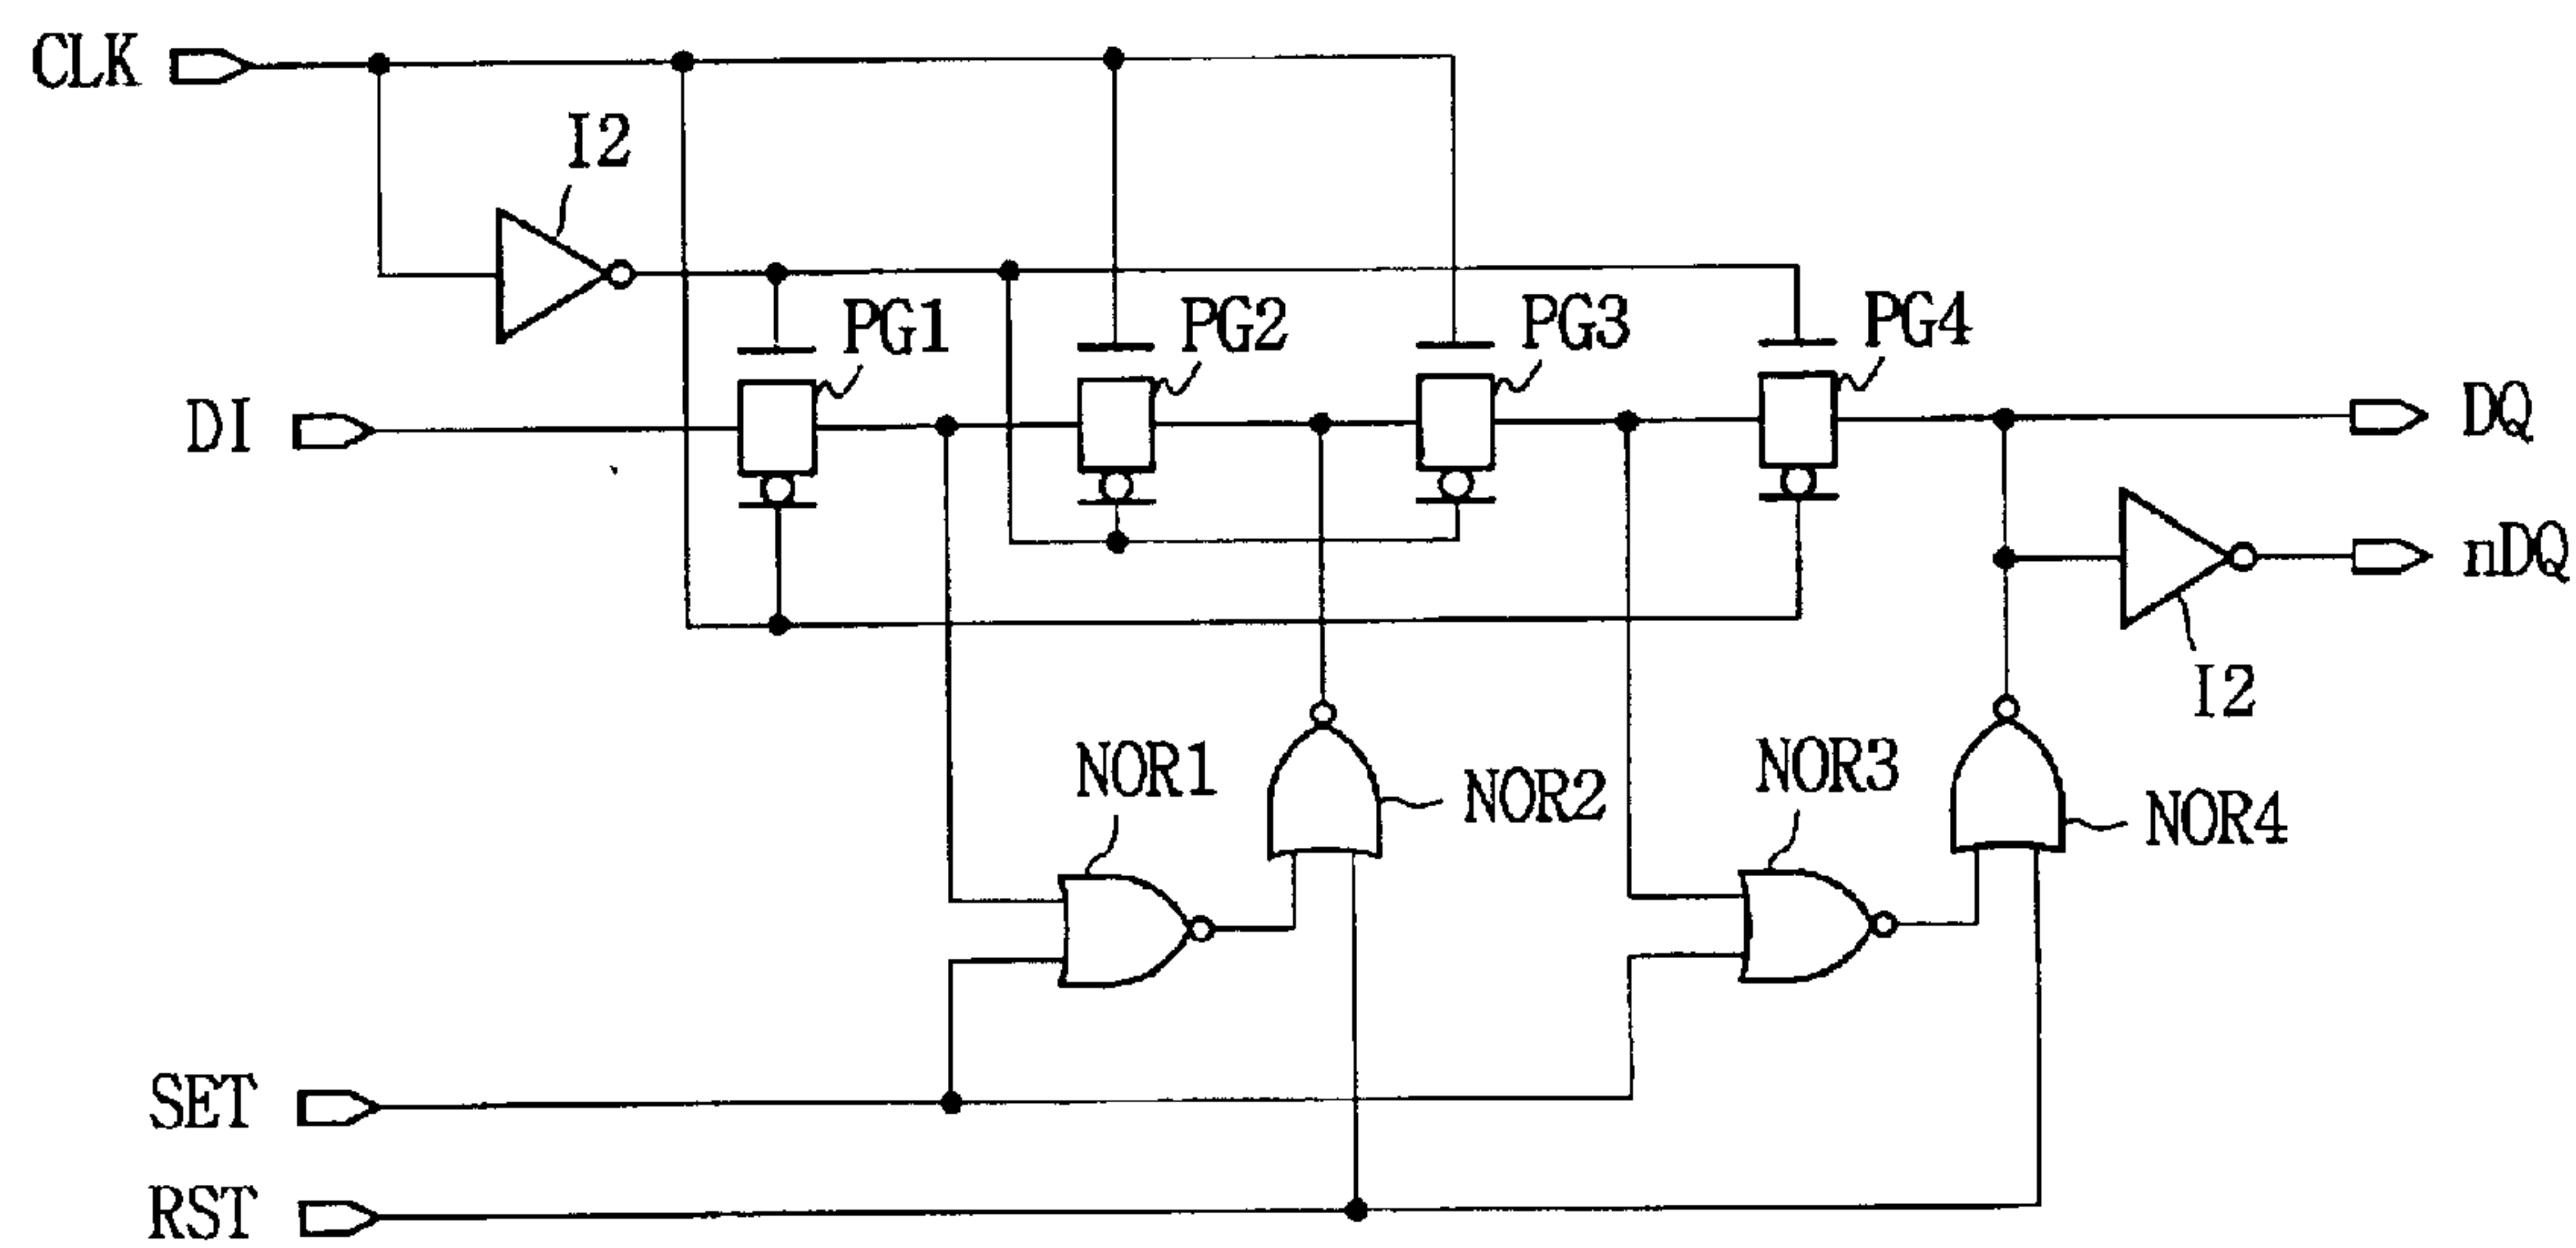 CLK
I2
PG1
PG2
PG3
PG4
DI
DQ
nDQ
I2
NOR1
NOR2
NOR3
NOR4
SET
RST